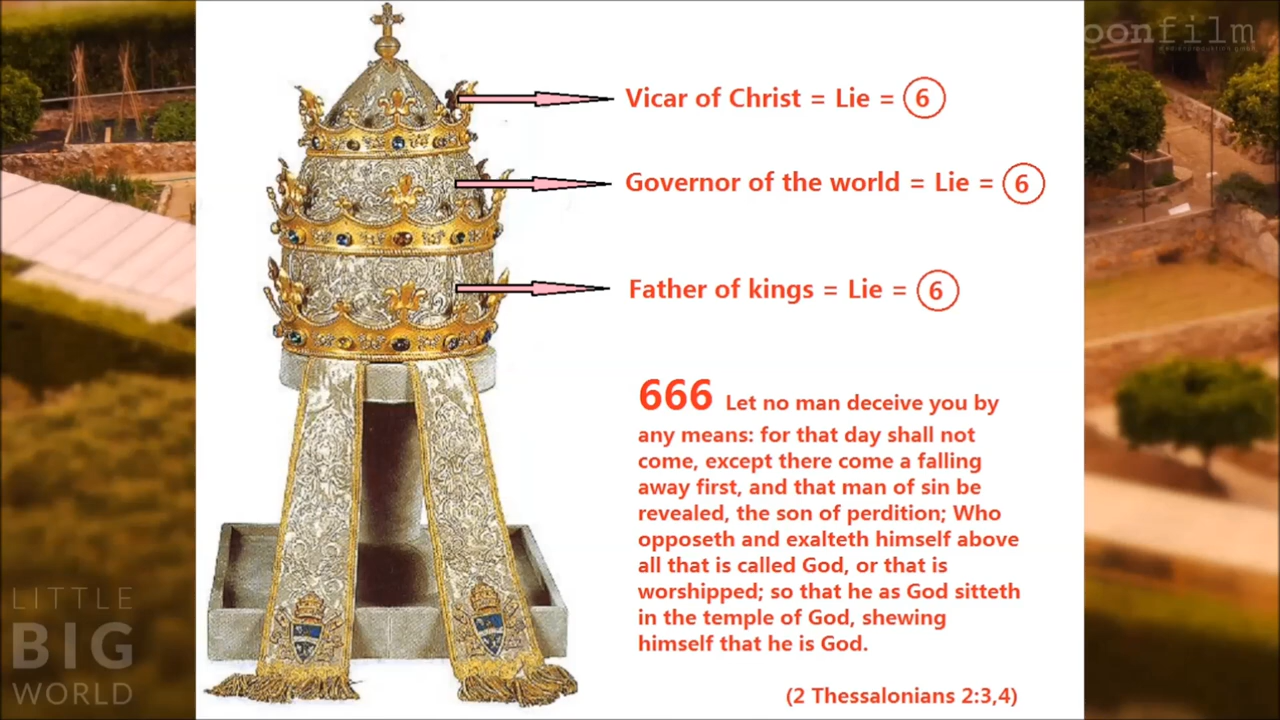 oonfilm
Vicar of Christ = Lie = 6
Governor of the world = Lie = 6
Father of kings = Lie = 6
666 Let no man deceive you by
any means: for that day shall not
come, except there come a falling
away first, and that man of sin be
revealed, the son of perdition; Who
opposeth and exalteth himself above
all that is called God, or that is
worshipped; so that he as God sitteth
in the temple of God, shewing
himself that he is God.
(2 Thessalonians 2:3,4)
LITTLE
BIG
WORLD